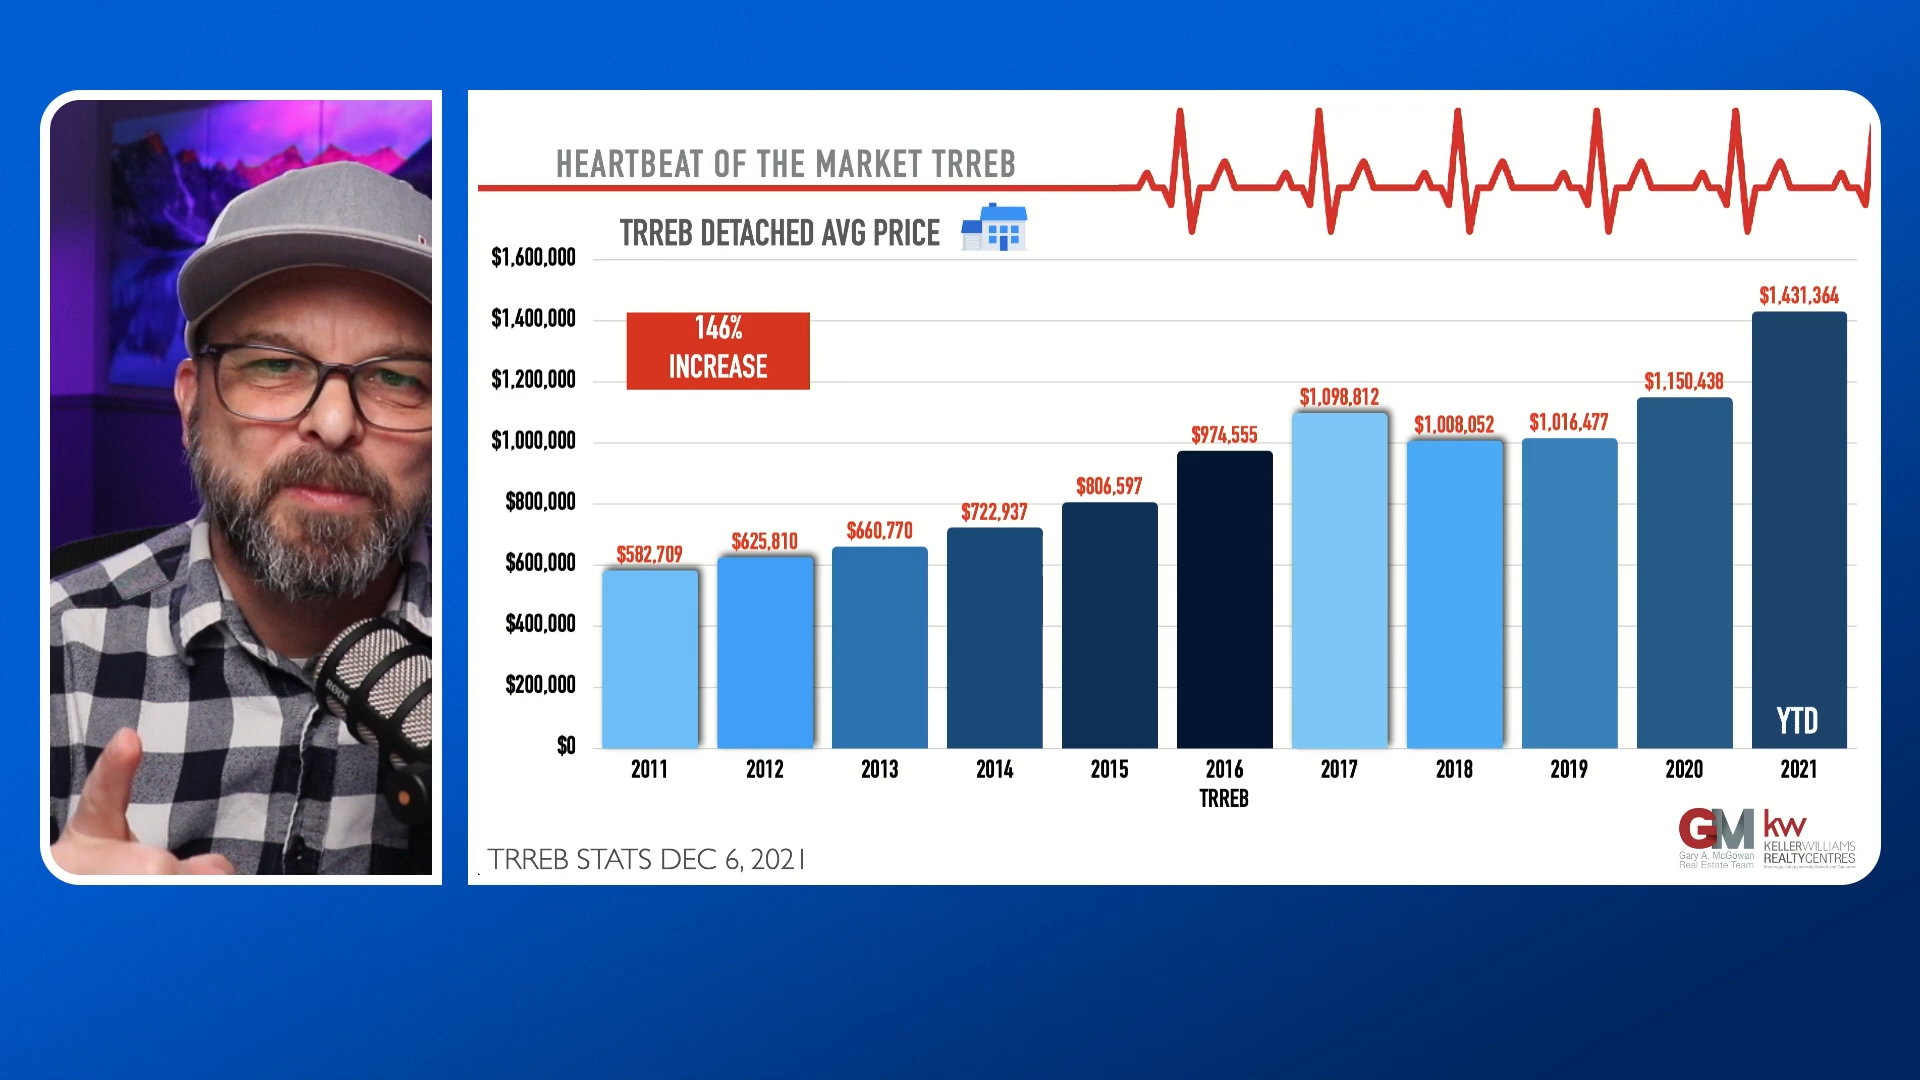 HEARTBEAT OF THE MARKET TRREB
TRREB DETACHED AVG PRICE
$1,600,000
$1,400,000
$1,200,000
$1,000,000
$800,000
$600,000
$400,000
$200,000
$0
146%
INCREASE
$582,709
$625,810
$660,770
$722,937
$806,597
$974,555
$1,098,812
$1,008,052
$1,016,477
$1,150,438
$1,431,364
YTD
2011 2012 2013 2014 2015 2016 2017 2018 2019 2020 2021
TRREB
TRREB STATS DEC 6, 2021
GM
Gary A. McGowan
Real Estate Team
kw
KELLERWILLIAMS
REALTYCENTRES
RODE